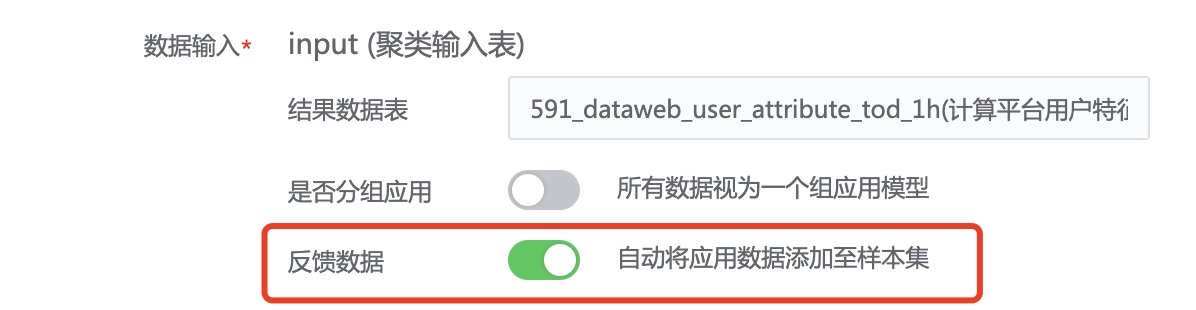 数据输入* input (聚类输入表)
结果数据表 591_dataweb_user_attribute_tod_1h(计算平台用户特征
是否分组应用 所有数据视为一个组应用模型
反馈数据 自动将应用数据添加至样本集